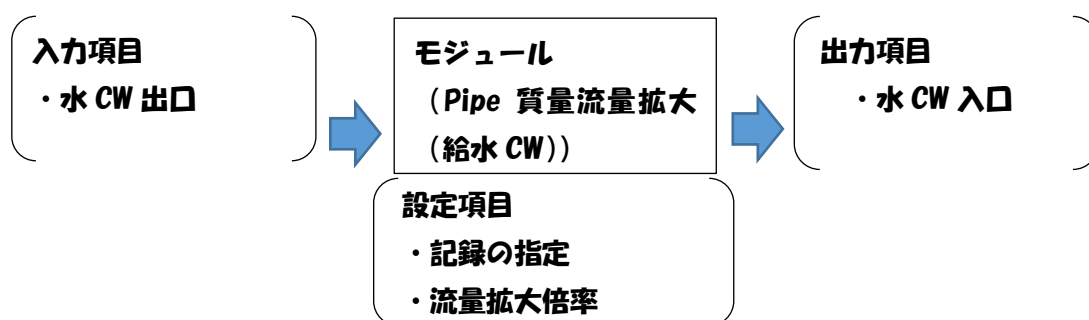 入力項目
・水 CW 出口
モジュール
（Pipe 質量流量拡大
（給水 CW））
出力項目
・水 CW 入口
設定項目
・記録の指定
・流量拡大倍率